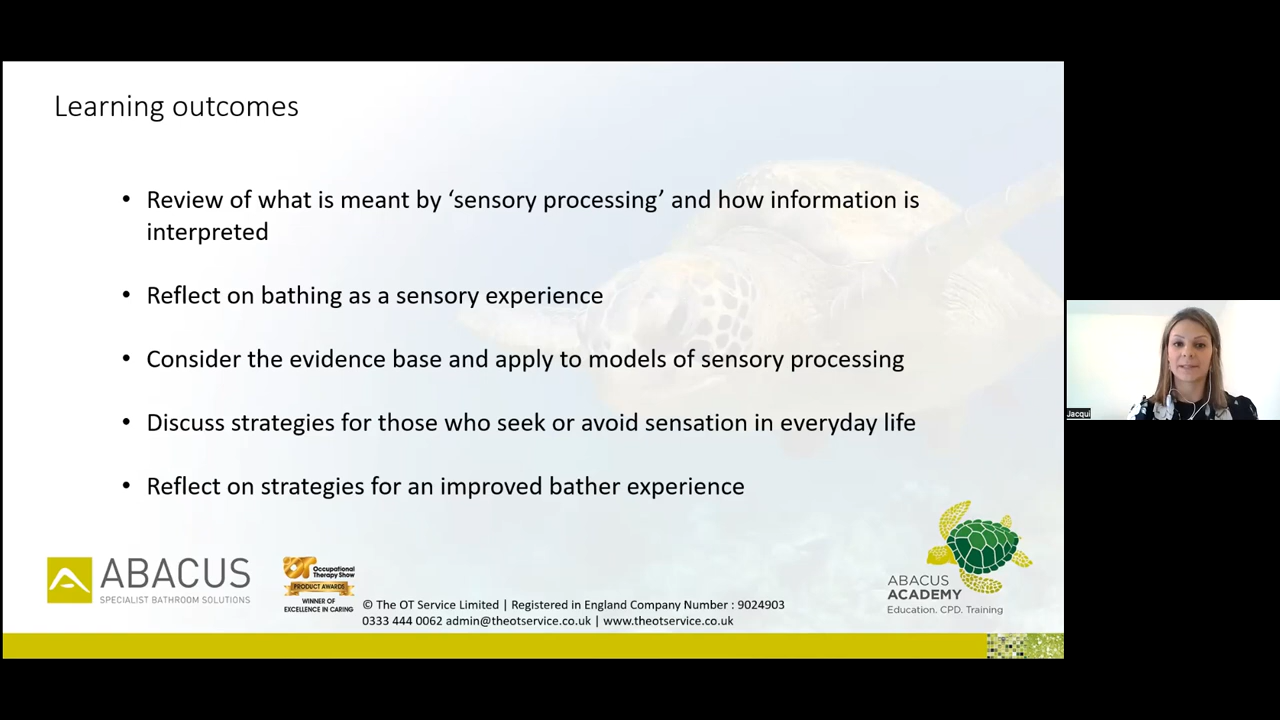 Learning outcomes
• Review of what is meant by ‘sensory processing’ and how information is
interpreted
• Reflect on bathing as a sensory experience
• Consider the evidence base and apply to models of sensory processing
• Discuss strategies for those who seek or avoid sensation in everyday life
• Reflect on strategies for an improved bather experience
Jacqui
ABACUS
SPECIALIST BATHROOM SOLUTIONS
OT Occupational
Therapy Show
PRODUCT AWARDS
WINNER OF
EXCELLENCE IN CARING
© The OT Service Limited | Registered in England Company Number : 9024903
0333 444 0062 admin@theotservice.co.uk | www.theotservice.co.uk
ABACUS
ACADEMY
Education. CPD. Training